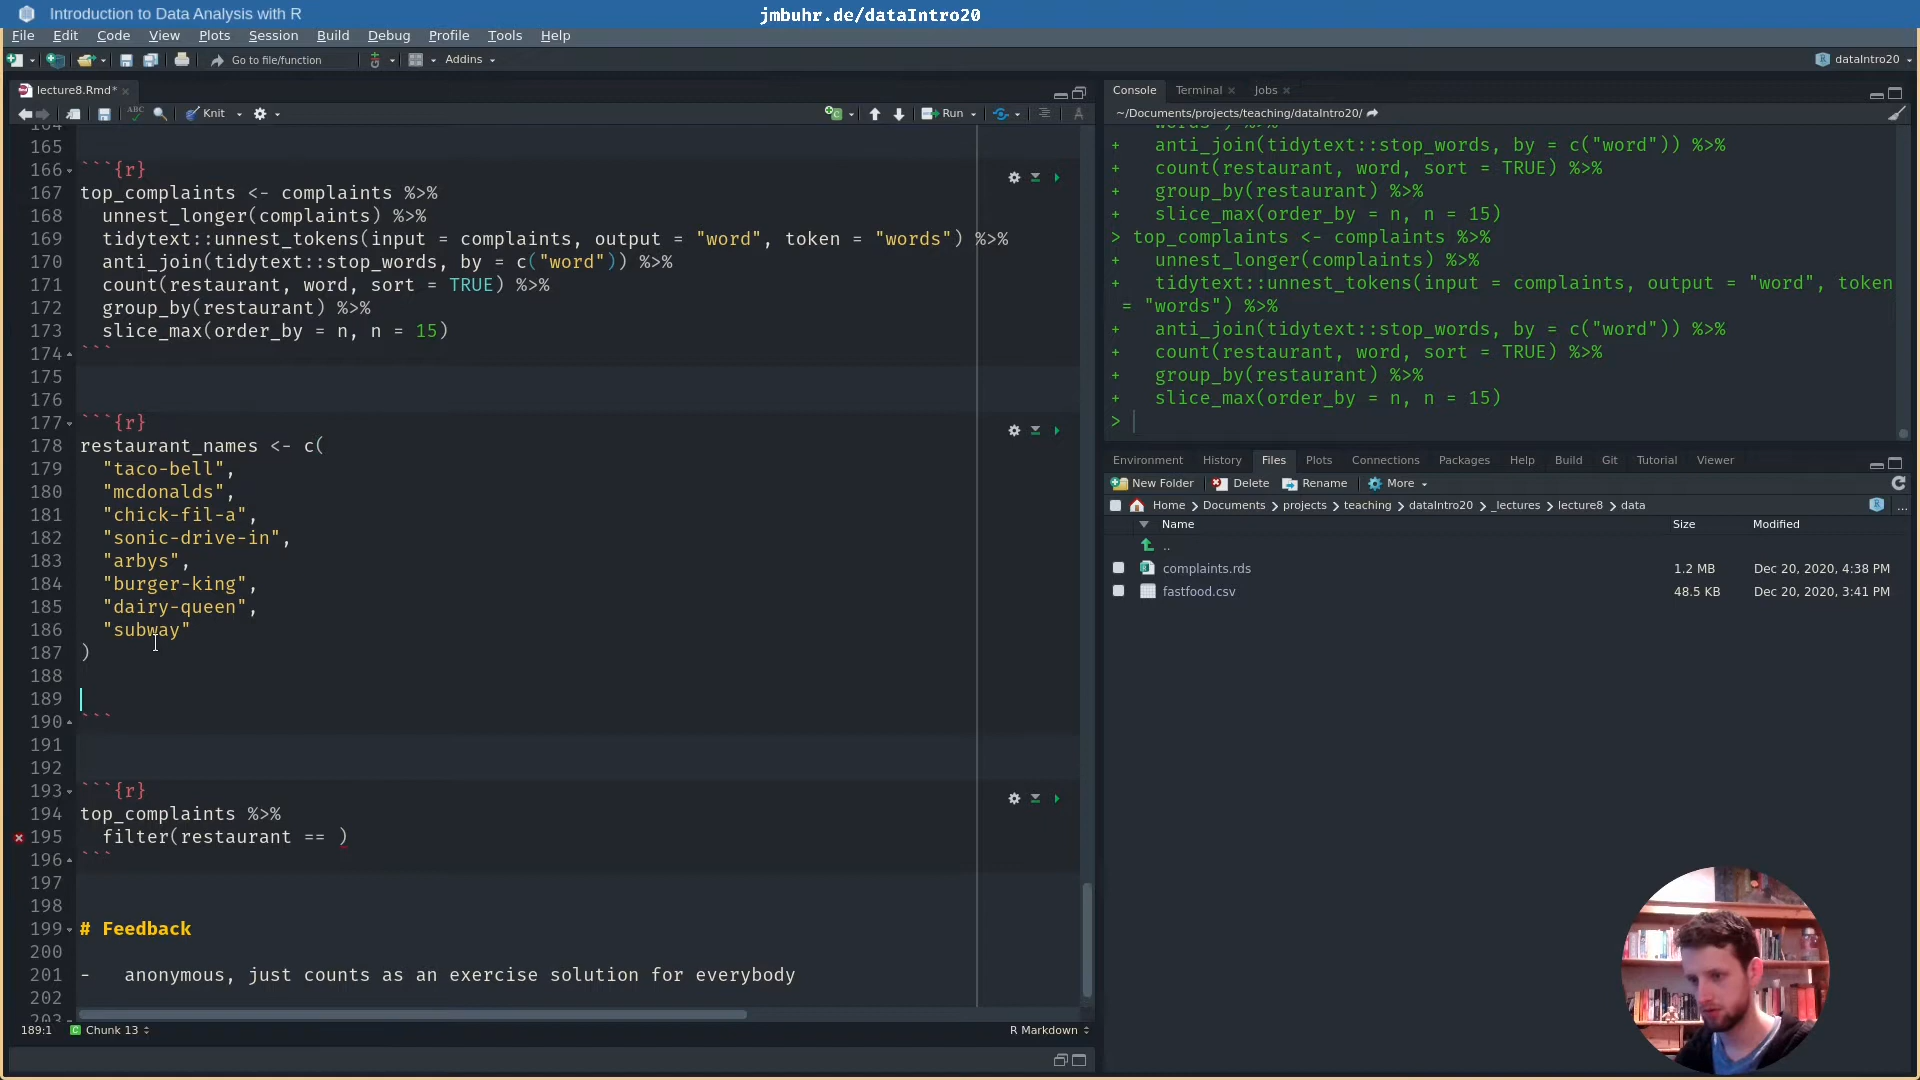 Introduction to Data Analysis with R
jmbuhr.de/dataIntro20
File Edit Code View Plots Session Build Debug Profile Tools Help
Go to file/function Addins dataIntro20
lecture8.Rmd*
Knit Run
164
165
166 ```{r}
167 top_complaints <- complaints %>%
168 unnest_longer(complaints) %>%
169 tidytext::unnest_tokens(input = complaints, output = "word", token = "words") %>%
170 anti_join(tidytext::stop_words, by = c("word")) %>%
171 count(restaurant, word, sort = TRUE) %>%
172 group_by(restaurant) %>%
173 slice_max(order_by = n, n = 15)
174 ```
175
176
177 ```{r}
178 restaurant_names <- c(
179 "taco-bell",
180 "mcdonalds",
181 "chick-fil-a",
182 "sonic-drive-in",
183 "arbys",
184 "burger-king",
185 "dairy-queen",
186 "subway"
187 )
188
189
190 ```
191
192
193 ```{r}
194 top_complaints %>%
195 filter(restaurant == )
196 ```
197
198
199 # Feedback
200
201 - anonymous, just counts as an exercise solution for everybody
202
203
189:1 Chunk 13 R Markdown
Console Terminal Jobs
~/Documents/projects/teaching/dataIntro20/
words") %>%
+ anti_join(tidytext::stop_words, by = c("word")) %>%
+ count(restaurant, word, sort = TRUE) %>%
+ group_by(restaurant) %>%
+ slice_max(order_by = n, n = 15)
> top_complaints <- complaints %>%
+ unnest_longer(complaints) %>%
+ tidytext::unnest_tokens(input = complaints, output = "word", token
= "words") %>%
+ anti_join(tidytext::stop_words, by = c("word")) %>%
+ count(restaurant, word, sort = TRUE) %>%
+ group_by(restaurant) %>%
+ slice_max(order_by = n, n = 15)
>
Environment History Files Plots Connections Packages Help Build Git Tutorial Viewer
New Folder Delete Rename More
Home Documents projects teaching dataIntro20 _lectures lecture8 data ...
Name Size Modified
..
complaints.rds 1.2 MB Dec 20, 2020, 4:38 PM
fastfood.csv 48.5 KB Dec 20, 2020, 3:41 PM